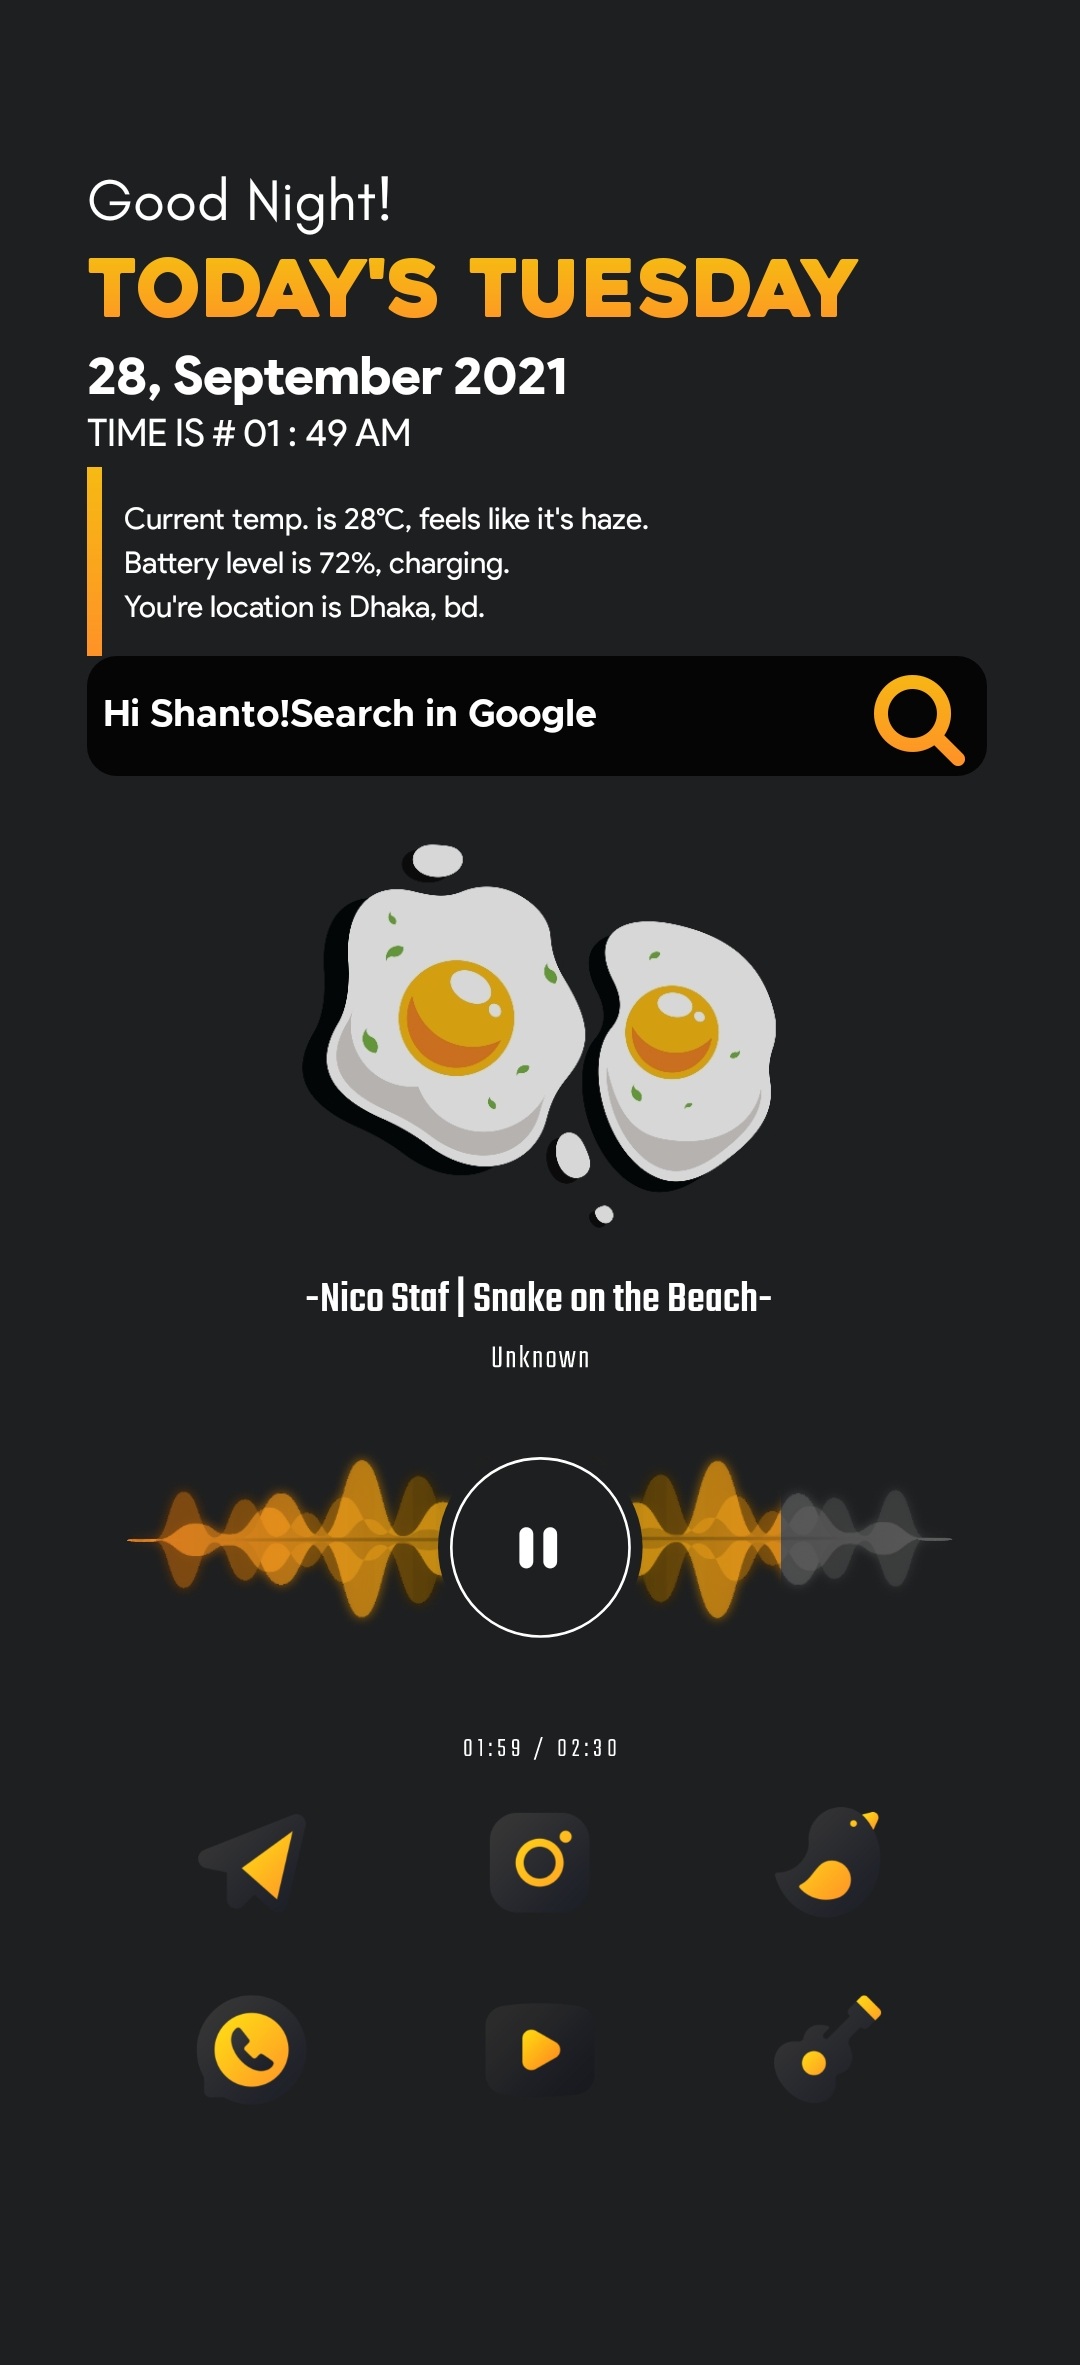 Good Night!
TODAY'S TUESDAY
28, September 2021
TIME IS # 01 : 49 AM
Current temp. is 28°C, feels like it's haze.
Battery level is 72%, charging.
You're location is Dhaka, bd.
Hi Shanto!Search in Google
-Nico Staf | Snake on the Beach-
Unknown
01:59 / 02:30